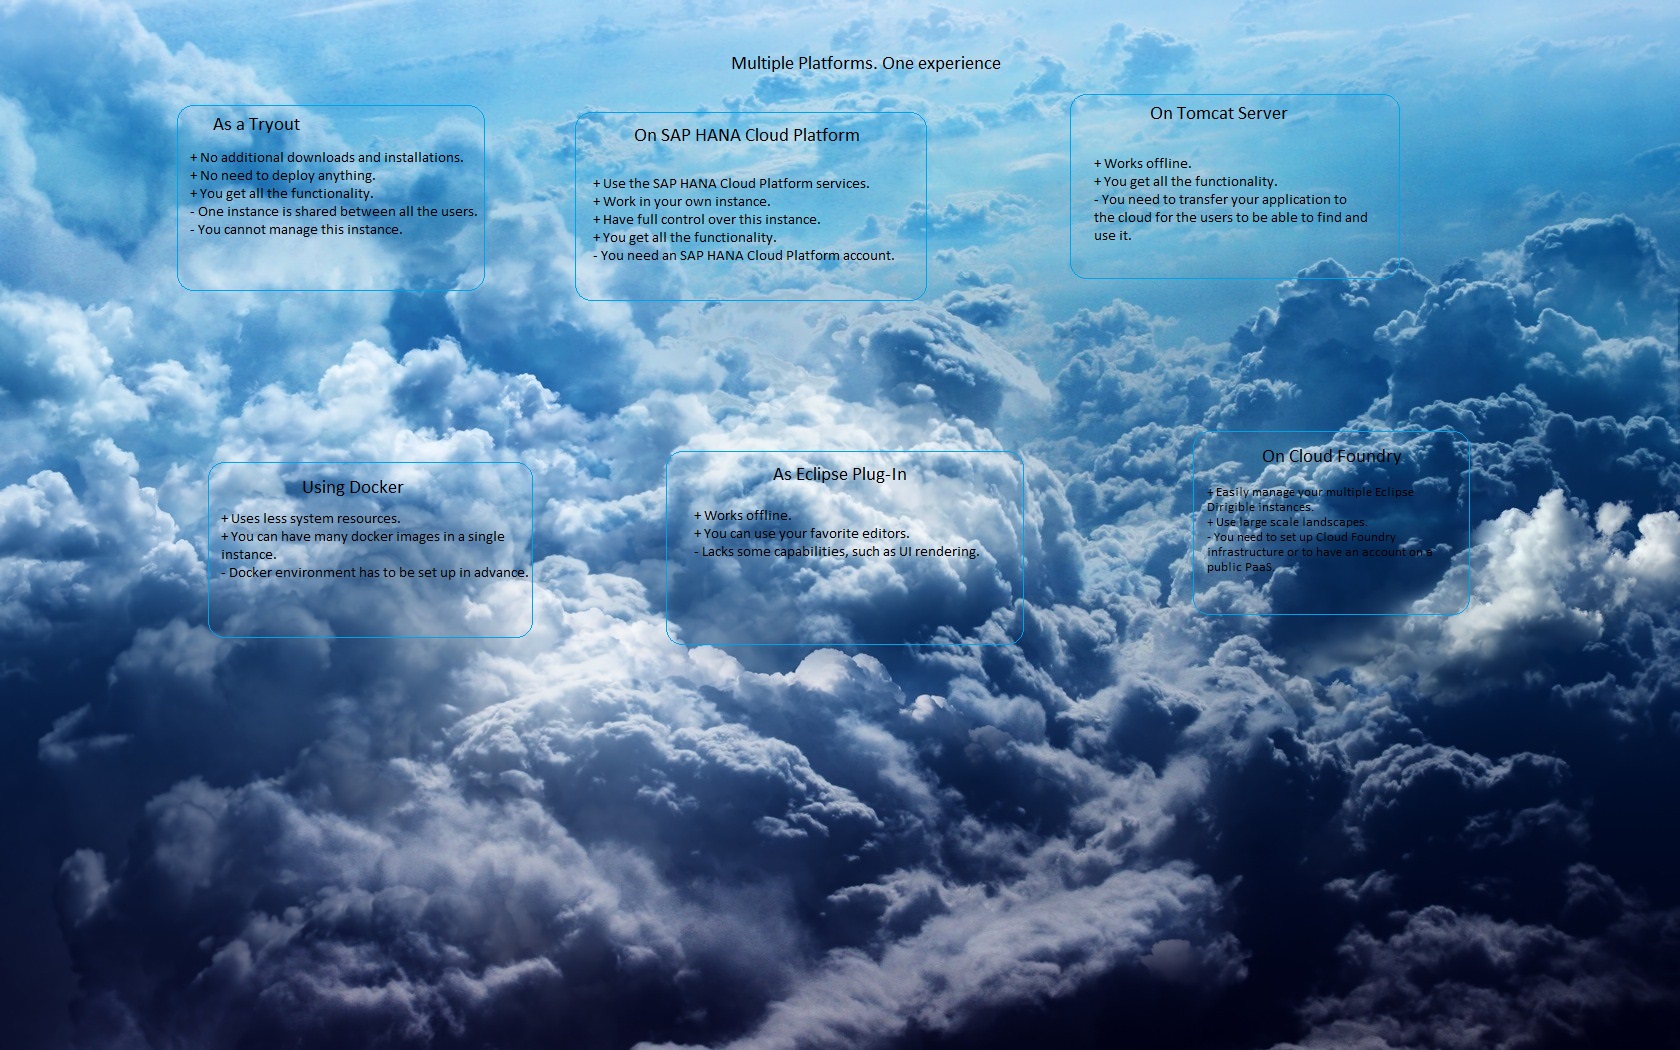 Multiple Platforms. One experience
As a Tryout
+ No additional downloads and installations.
+ No need to deploy anything.
+ You get all the functionality.
- One instance is shared between all the users.
- You cannot manage this instance.
On SAP HANA Cloud Platform
+ Use the SAP HANA Cloud Platform services.
+ Work in your own instance.
+ Have full control over this instance.
+ You get all the functionality.
- You need an SAP HANA Cloud Platform account.
On Tomcat Server
+ Works offline.
+ You get all the functionality.
- You need to transfer your application to
the cloud for the users to be able to find and
use it.
Using Docker
+ Uses less system resources.
+ You can have many docker images in a single
instance.
- Docker environment has to be set up in advance.
As Eclipse Plug-In
+ Works offline.
+ You can use your favorite editors.
- Lacks some capabilities, such as UI rendering.
On Cloud Foundry
+ Easily manage your multiple Eclipse
Dirigible instances.
+ Use large scale landscapes.
- You need to set up Cloud Foundry
infrastructure or to have an account on a
public PaaS.